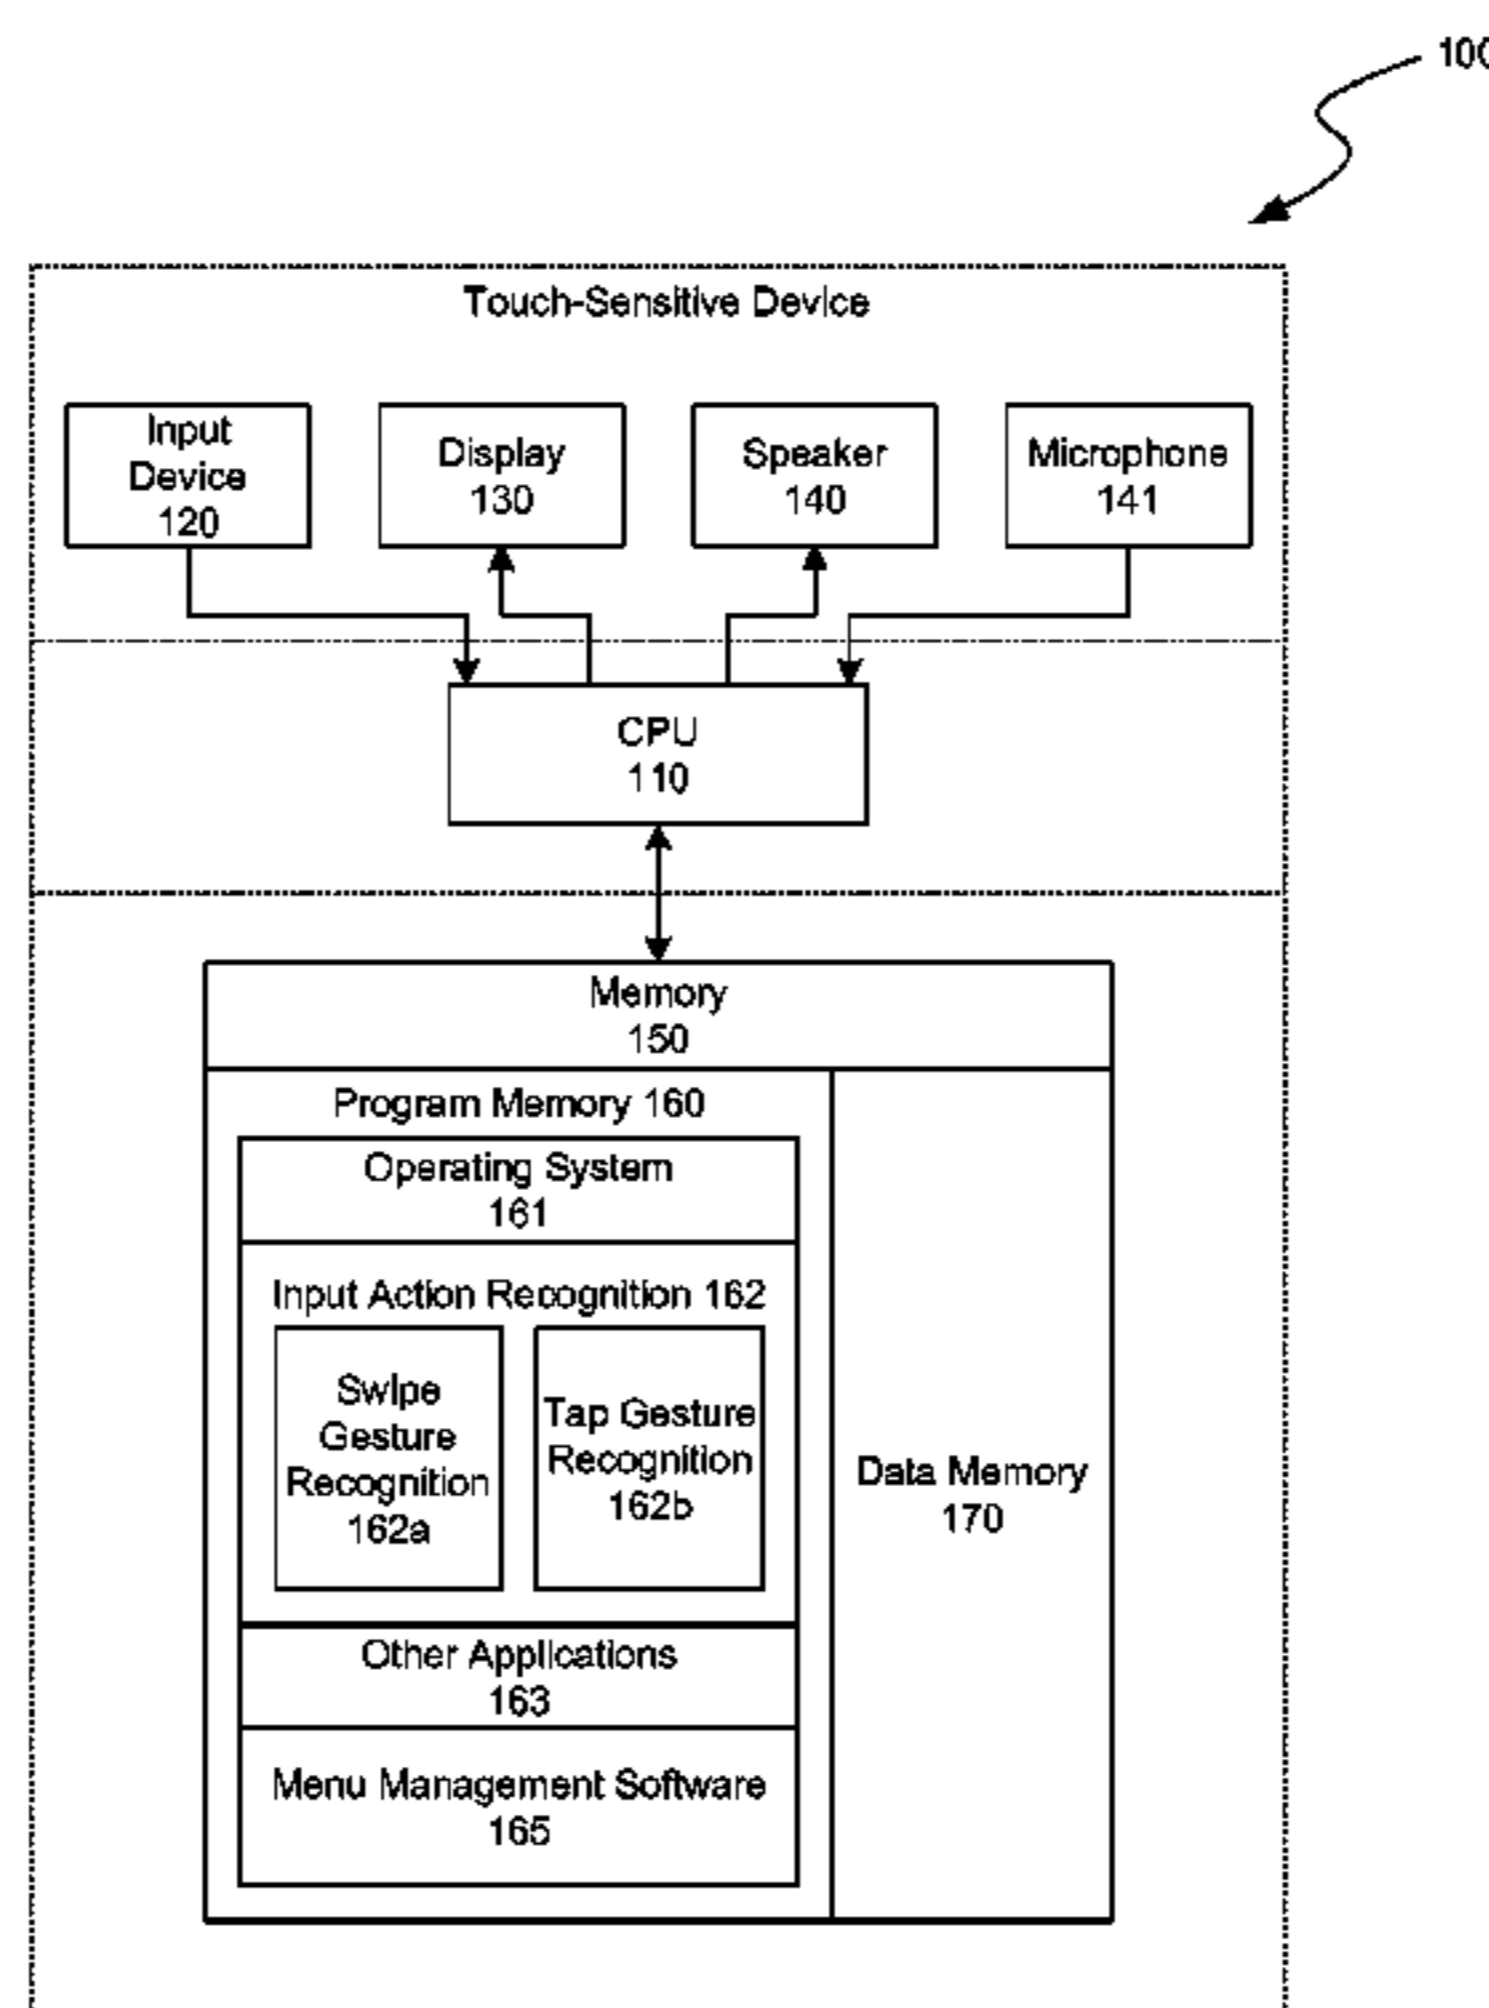 100
Touch-Sensitive Device
Input
Device
120
Display
130
Speaker
140
Microphone
141
CPU
110
Memory
150
Program Memory 160
Operating System
161
Input Action Recognition 162
Swipe
Gesture
Recognition
162a
Tap Gesture
Recognition
162b
Other Applications
163
Menu Management Software
165
Data Memory
170